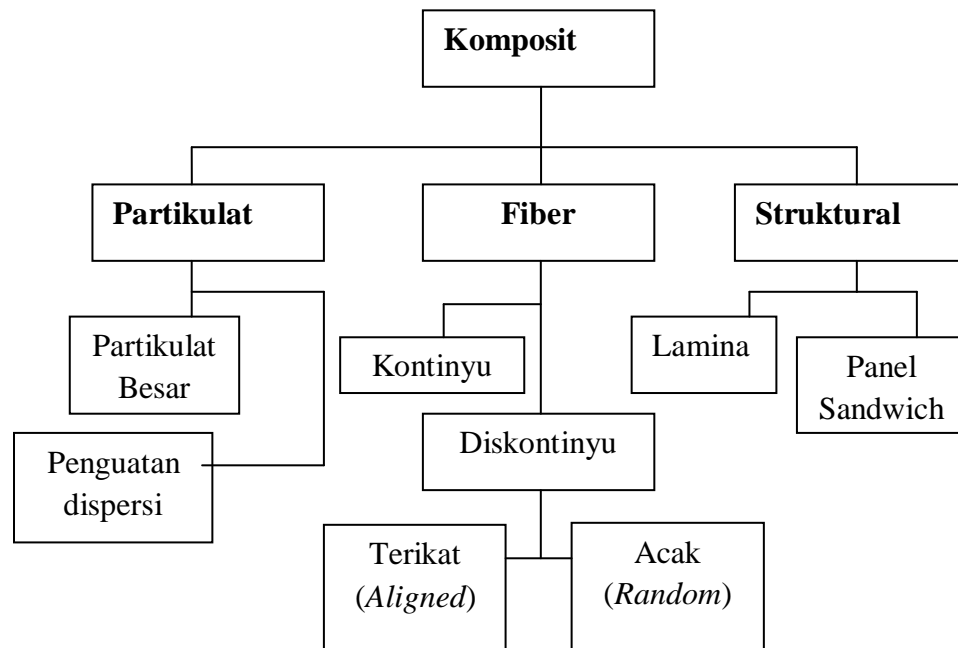 Komposit
Partikulat
Fiber
Struktural
Partikulat
Besar
Kontinyu
Lamina
Panel
Sandwich
Penguatan
dispersi
Diskontinyu
Terikat
(Aligned)
Acak
(Random)